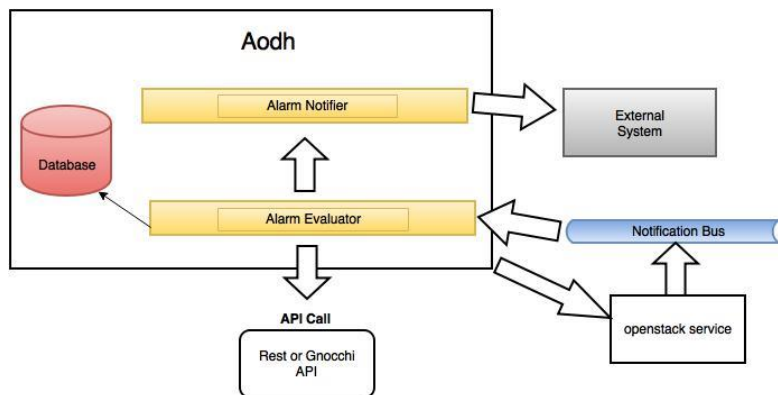 Aodh
Alarm Notifier
External
System
Database
Alarm Evaluator
Notification Bus
API Call
openstack service
Rest or Gnocchi
API